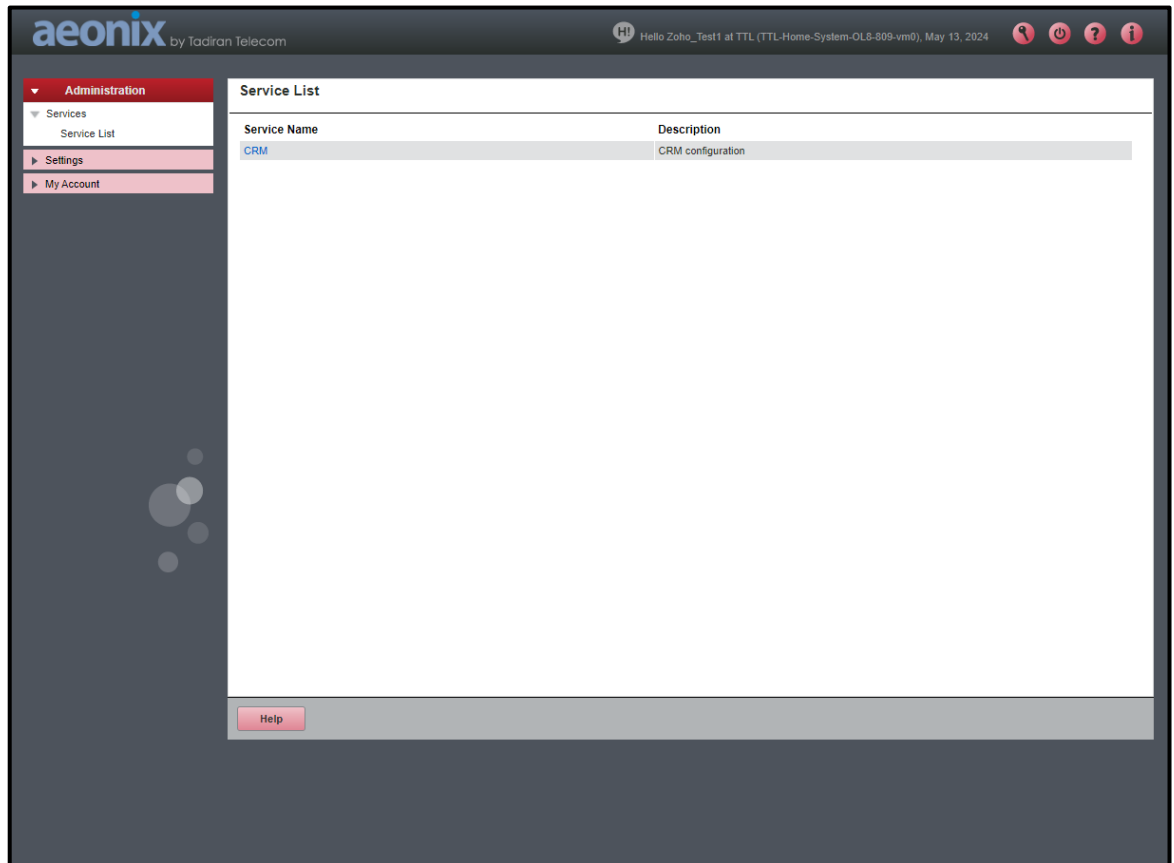 aeonix by Tadiran Telecom
H! Hello Zoho_Test1 at TTL (TTL-Home-System-OL8-809-vm0), May 13, 2024 ? i
Administration
Services
Service List
Settings
My Account
Service List
Service Name Description
CRM CRM configuration
Help